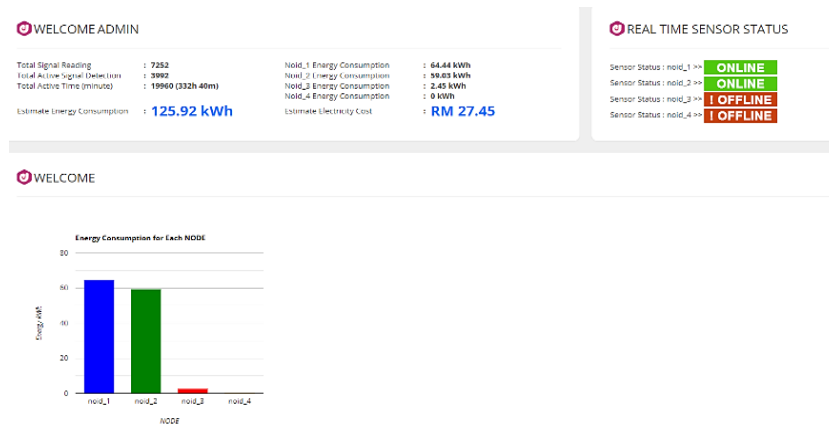 WELCOME ADMIN
Total Signal Reading : 7252
Total Active Signal Detection : 3992
Total Active Time (minute) : 19960 (332h 40m)
Estimate Energy Consumption : 125.92 kWh
Noid_1 Energy Consumption : 64.44 kWh
Noid_2 Energy Consumption : 59.03 kWh
Noid_3 Energy Consumption : 2.45 kWh
Noid_4 Energy Consumption : 0 kWh
Estimate Electricity Cost : RM 27.45
REAL TIME SENSOR STATUS
Sensor Status : noid_1 >> ONLINE
Sensor Status : noid_2 >> ONLINE
Sensor Status : noid_3 >> ! OFFLINE
Sensor Status : noid_4 >> ! OFFLINE
WELCOME
Energy Consumption for Each NODE
80
60
40
20
0
Energy kWh
noid_1 noid_2 noid_3 noid_4
NODE